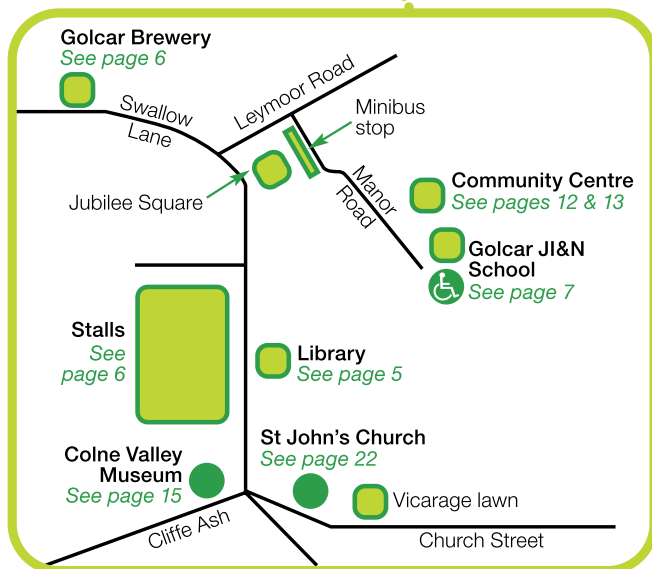 Golcar Brewery
See page 6
Swallow
Lane
Leymoor Road
Minibus
stop
Jubilee Square
Manor
Road
Community Centre
See pages 12 & 13
Golcar JI&N
School
See page 7
Stalls
See
page 6
Library
See page 5
Colne Valley
Museum
See page 15
St John's Church
See page 22
Vicarage lawn
Cliffe Ash
Church Street